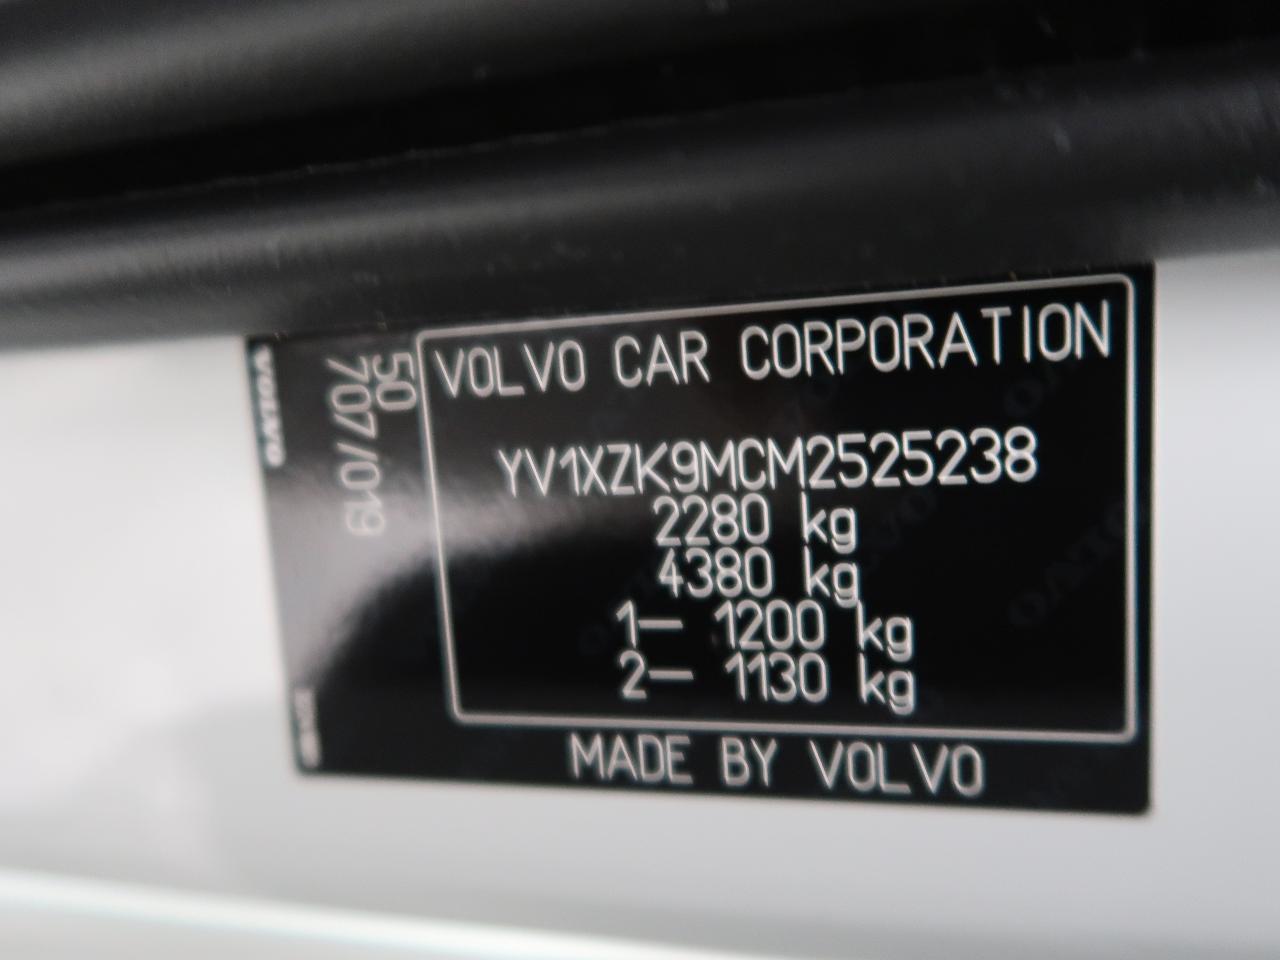 VOLVO CAR CORPORATION
YV1XZK9MCM2525238
2280 kg
4380 kg
1— 1200 kg
2— 1130 kg
MADE BY VOLVO
50
707/019
VOLVO